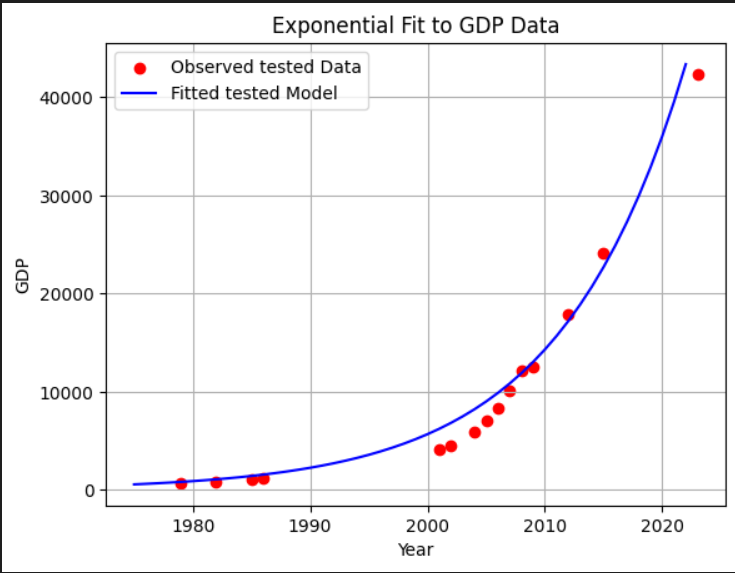 Exponential Fit to GDP Data
Observed tested Data
Fitted tested Model
40000
30000
20000
10000
0
GDP
1980 1990 2000 2010 2020
Year